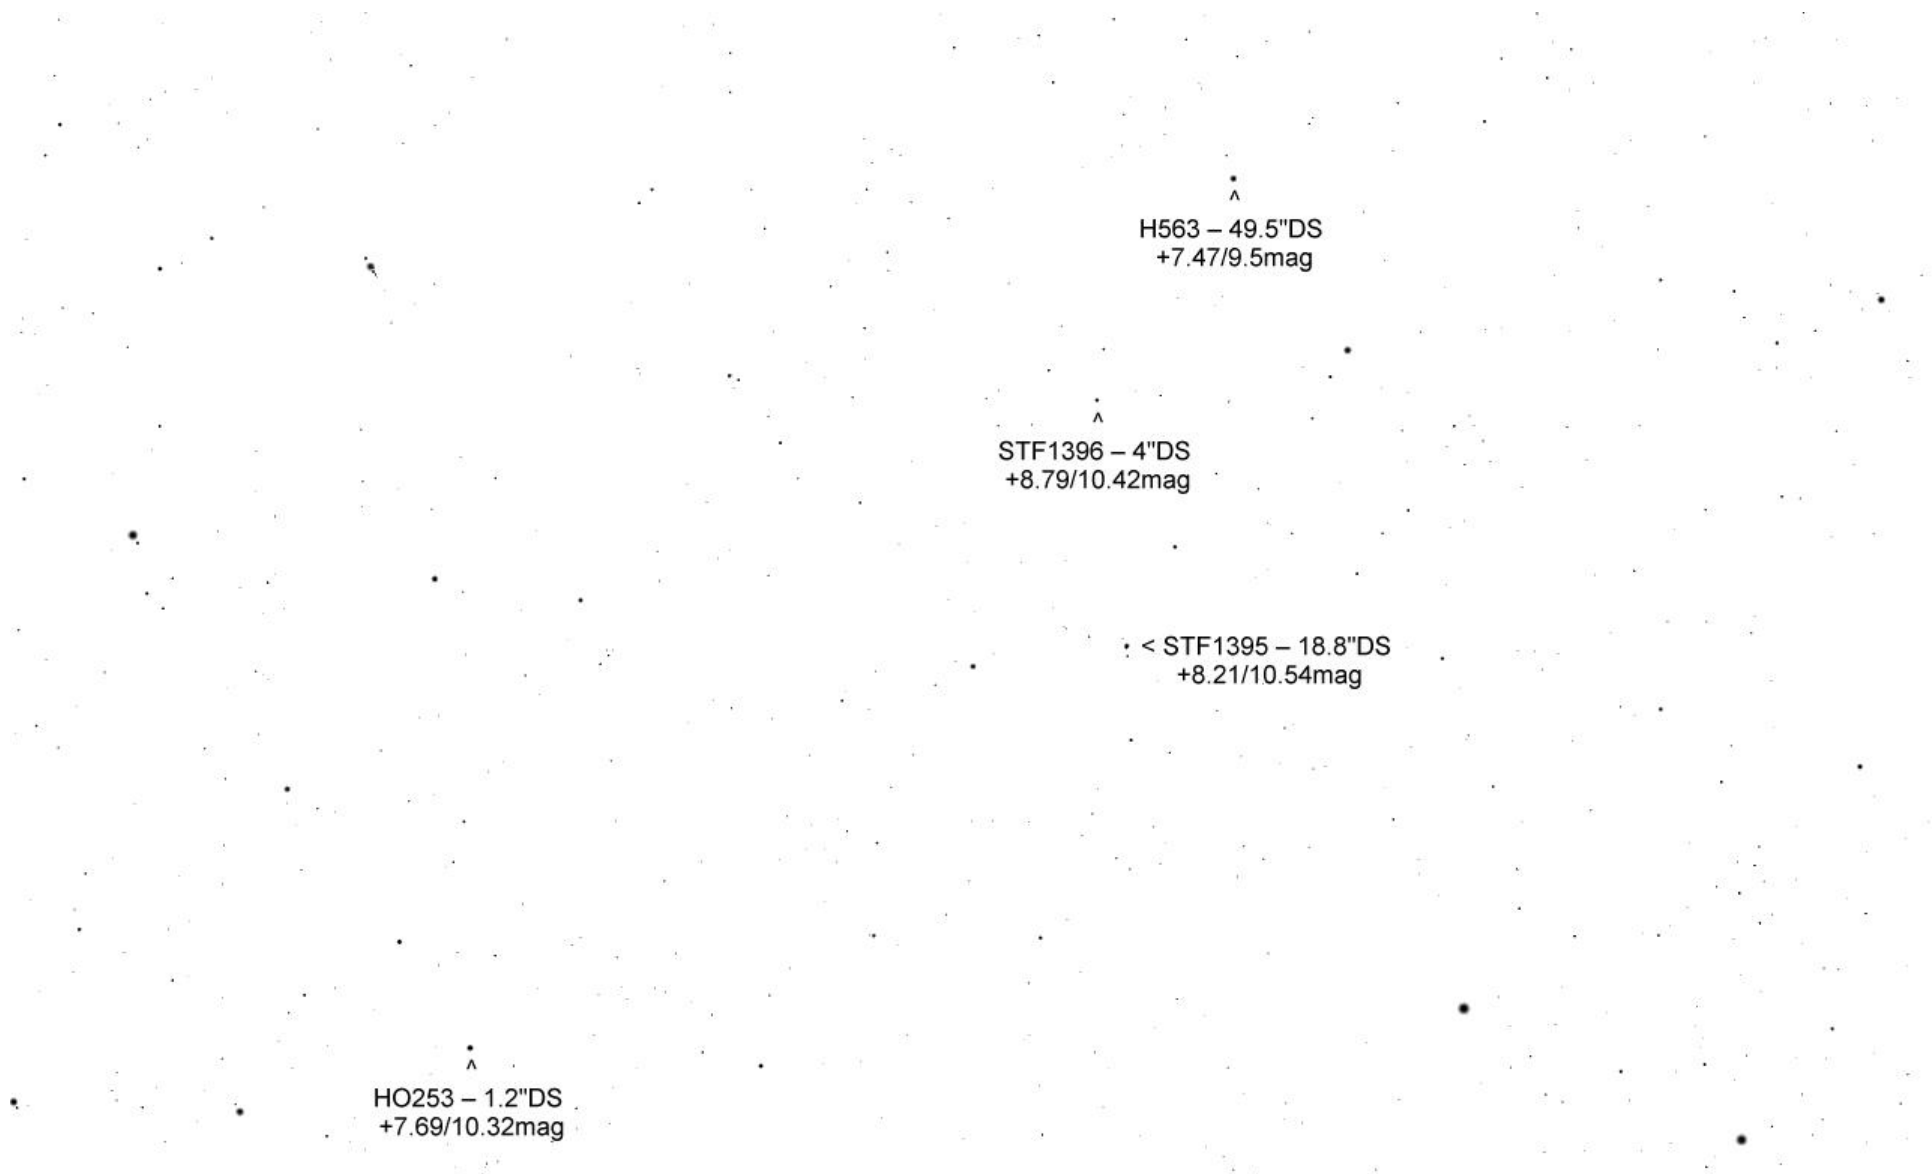 ^
H563 – 49.5"DS
+7.47/9.5mag
^
STF1396 – 4"DS
+8.79/10.42mag
< STF1395 – 18.8"DS
+8.21/10.54mag
^
HO253 – 1.2"DS
+7.69/10.32mag